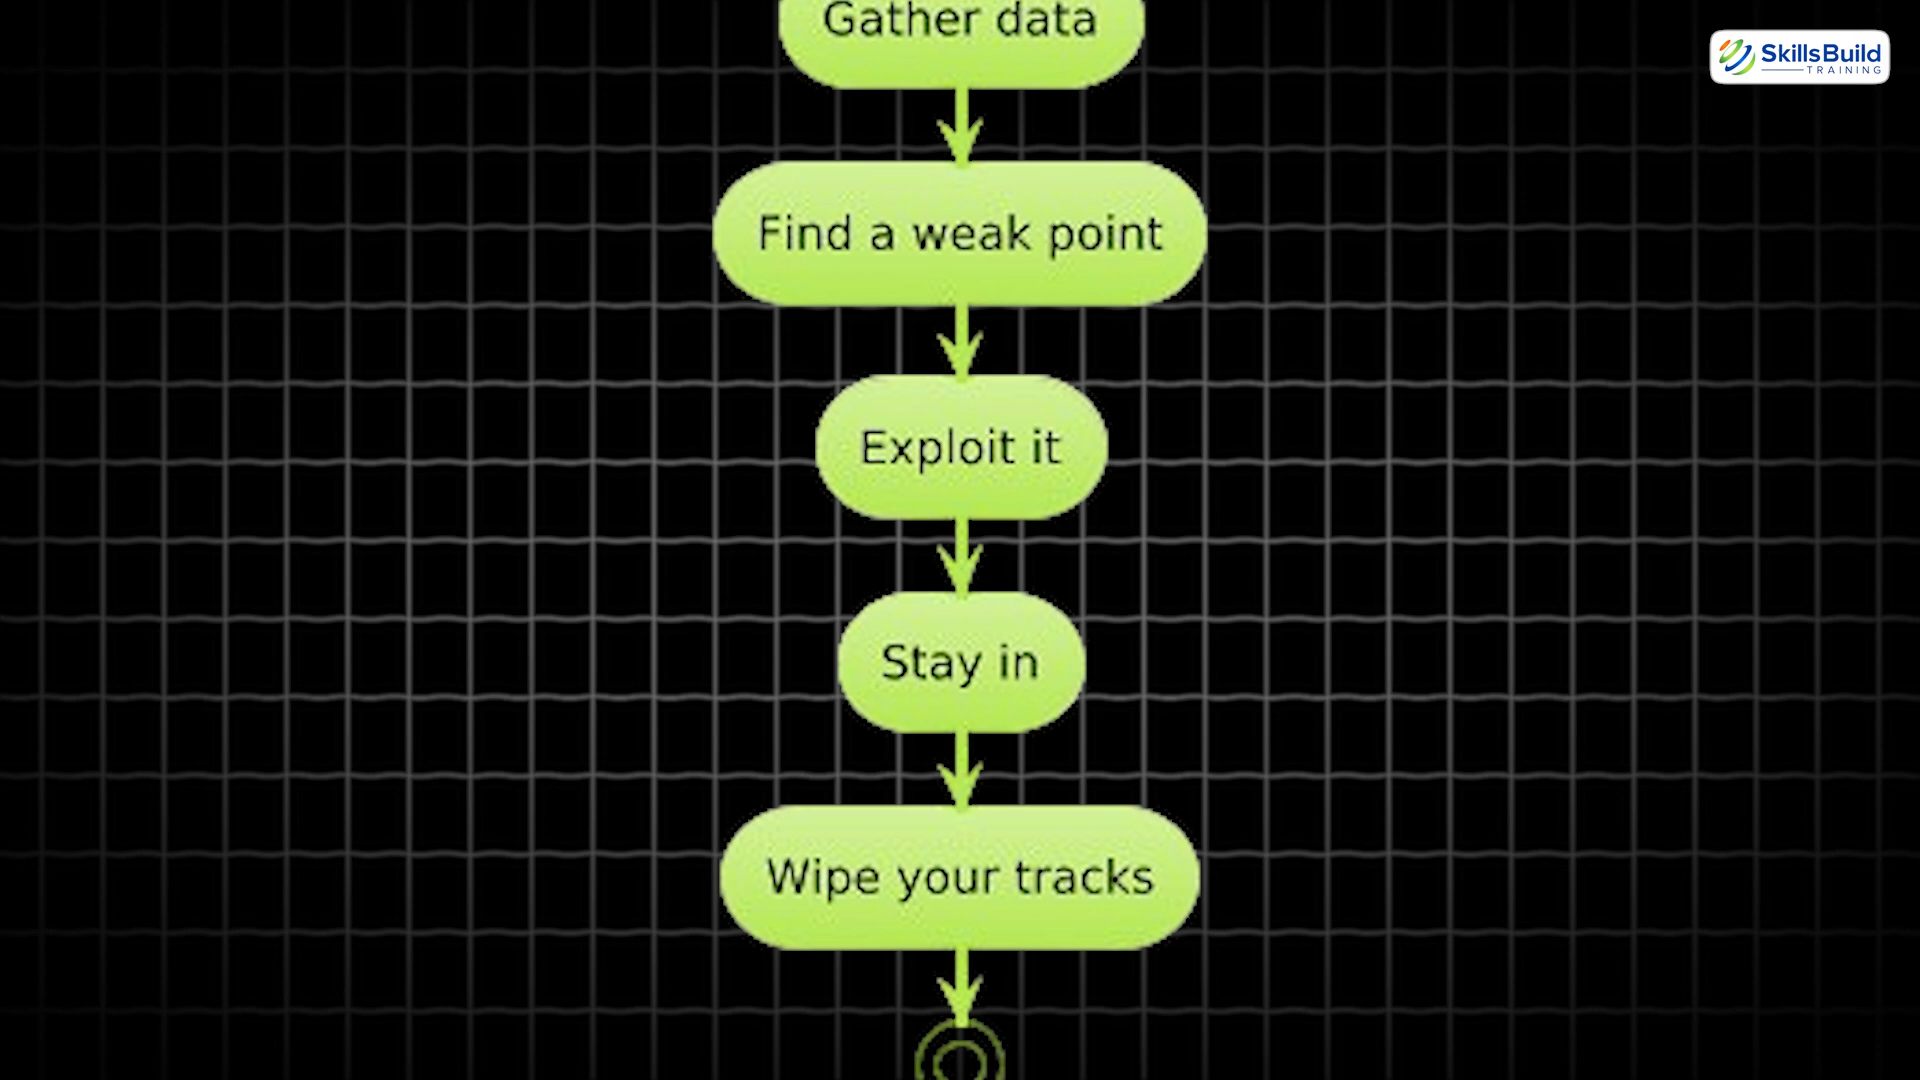 Gather data
SkillsBuild
TRAINING
Find a weak point
Exploit it
Stay in
Wipe your tracks